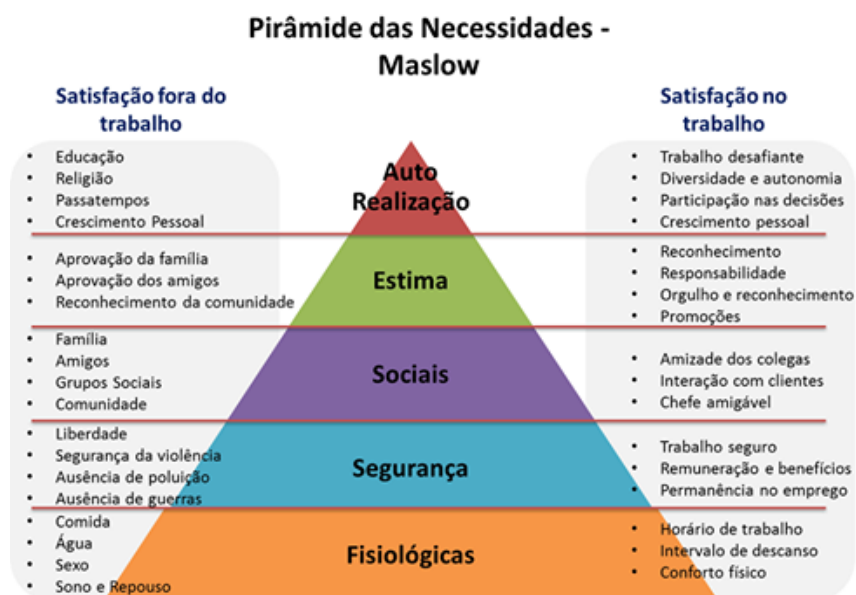 Pirâmide das Necessidades -
Maslow
Satisfação fora do
trabalho
Satisfação no
trabalho
• Educação
• Religião
• Passatempos
• Crescimento Pessoal
Auto
Realização
• Trabalho desafiante
• Diversidade e autonomia
• Participação nas decisões
• Crescimento pessoal
• Aprovação da família
• Aprovação dos amigos
• Reconhecimento da comunidade
Estima
• Reconhecimento
• Responsabilidade
• Orgulho e reconhecimento
• Promoções
• Família
• Amigos
• Grupos Sociais
• Comunidade
Sociais
• Amizade dos colegas
• Interação com clientes
• Chefe amigável
• Liberdade
• Segurança da violência
• Ausência de poluição
• Ausência de guerras
Segurança
• Trabalho seguro
• Remuneração e benefícios
• Permanência no emprego
• Comida
• Água
• Sexo
• Sono e Repouso
Fisiológicas
• Horário de trabalho
• Intervalo de descanso
• Conforto físico